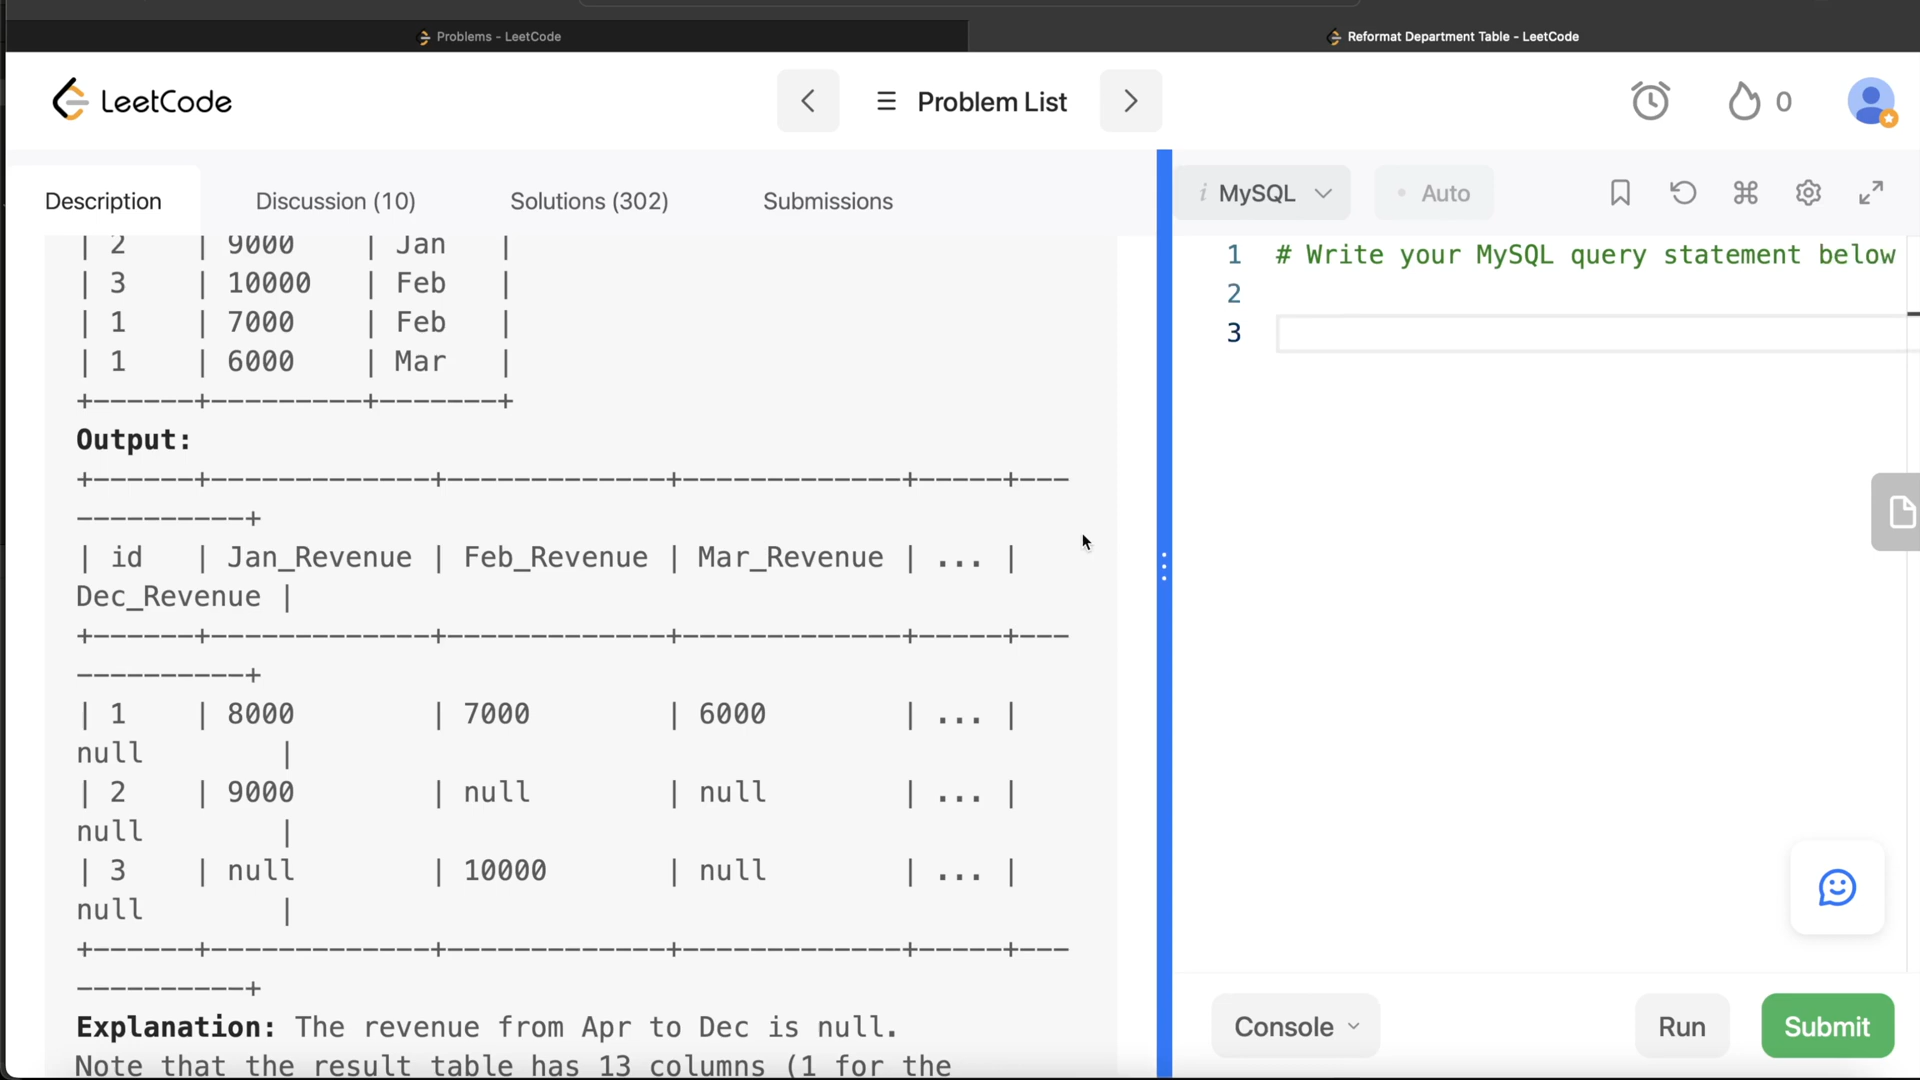 Problems - LeetCode
Reformat Department Table - LeetCode
LeetCode
Problem List
0
Description
Discussion (10)
Solutions (302)
Submissions
i MySQL
• Auto
| 2    | 9000    | Jan   |
| 3    | 10000   | Feb   |
| 1    | 7000    | Feb   |
| 1    | 6000    | Mar   |
+------+---------+-------+
Output:
+------+-------------+-------------+-------------+-----+---
----------+
| id   | Jan_Revenue | Feb_Revenue | Mar_Revenue | ... |
Dec_Revenue |
+------+-------------+-------------+-------------+-----+---
----------+
| 1    | 8000        | 7000        | 6000        | ... |
null        |
| 2    | 9000        | null        | null        | ... |
null        |
| 3    | null        | 10000       | null        | ... |
null        |
+------+-------------+-------------+-------------+-----+---
----------+
Explanation: The revenue from Apr to Dec is null.
Note that the result table has 13 columns (1 for the
1 # Write your MySQL query statement below
2
3
Console
Run
Submit